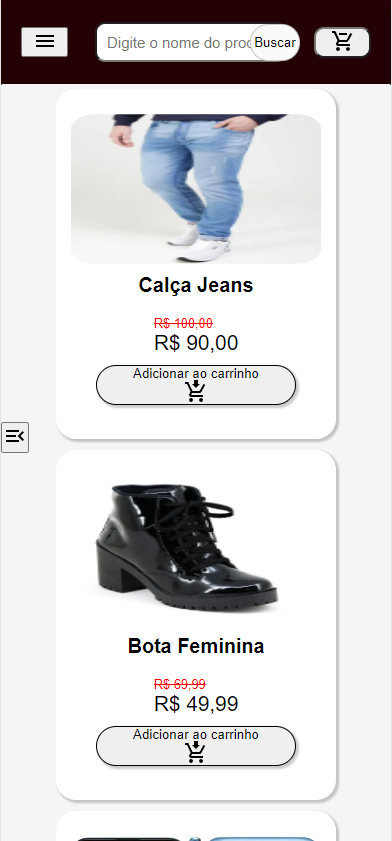 Digite o nome do proc
Buscar
Calça Jeans
R$ 100,00
R$ 90,00
Adicionar ao carrinho
Bota Feminina
R$ 69,99
R$ 49,99
Adicionar ao carrinho